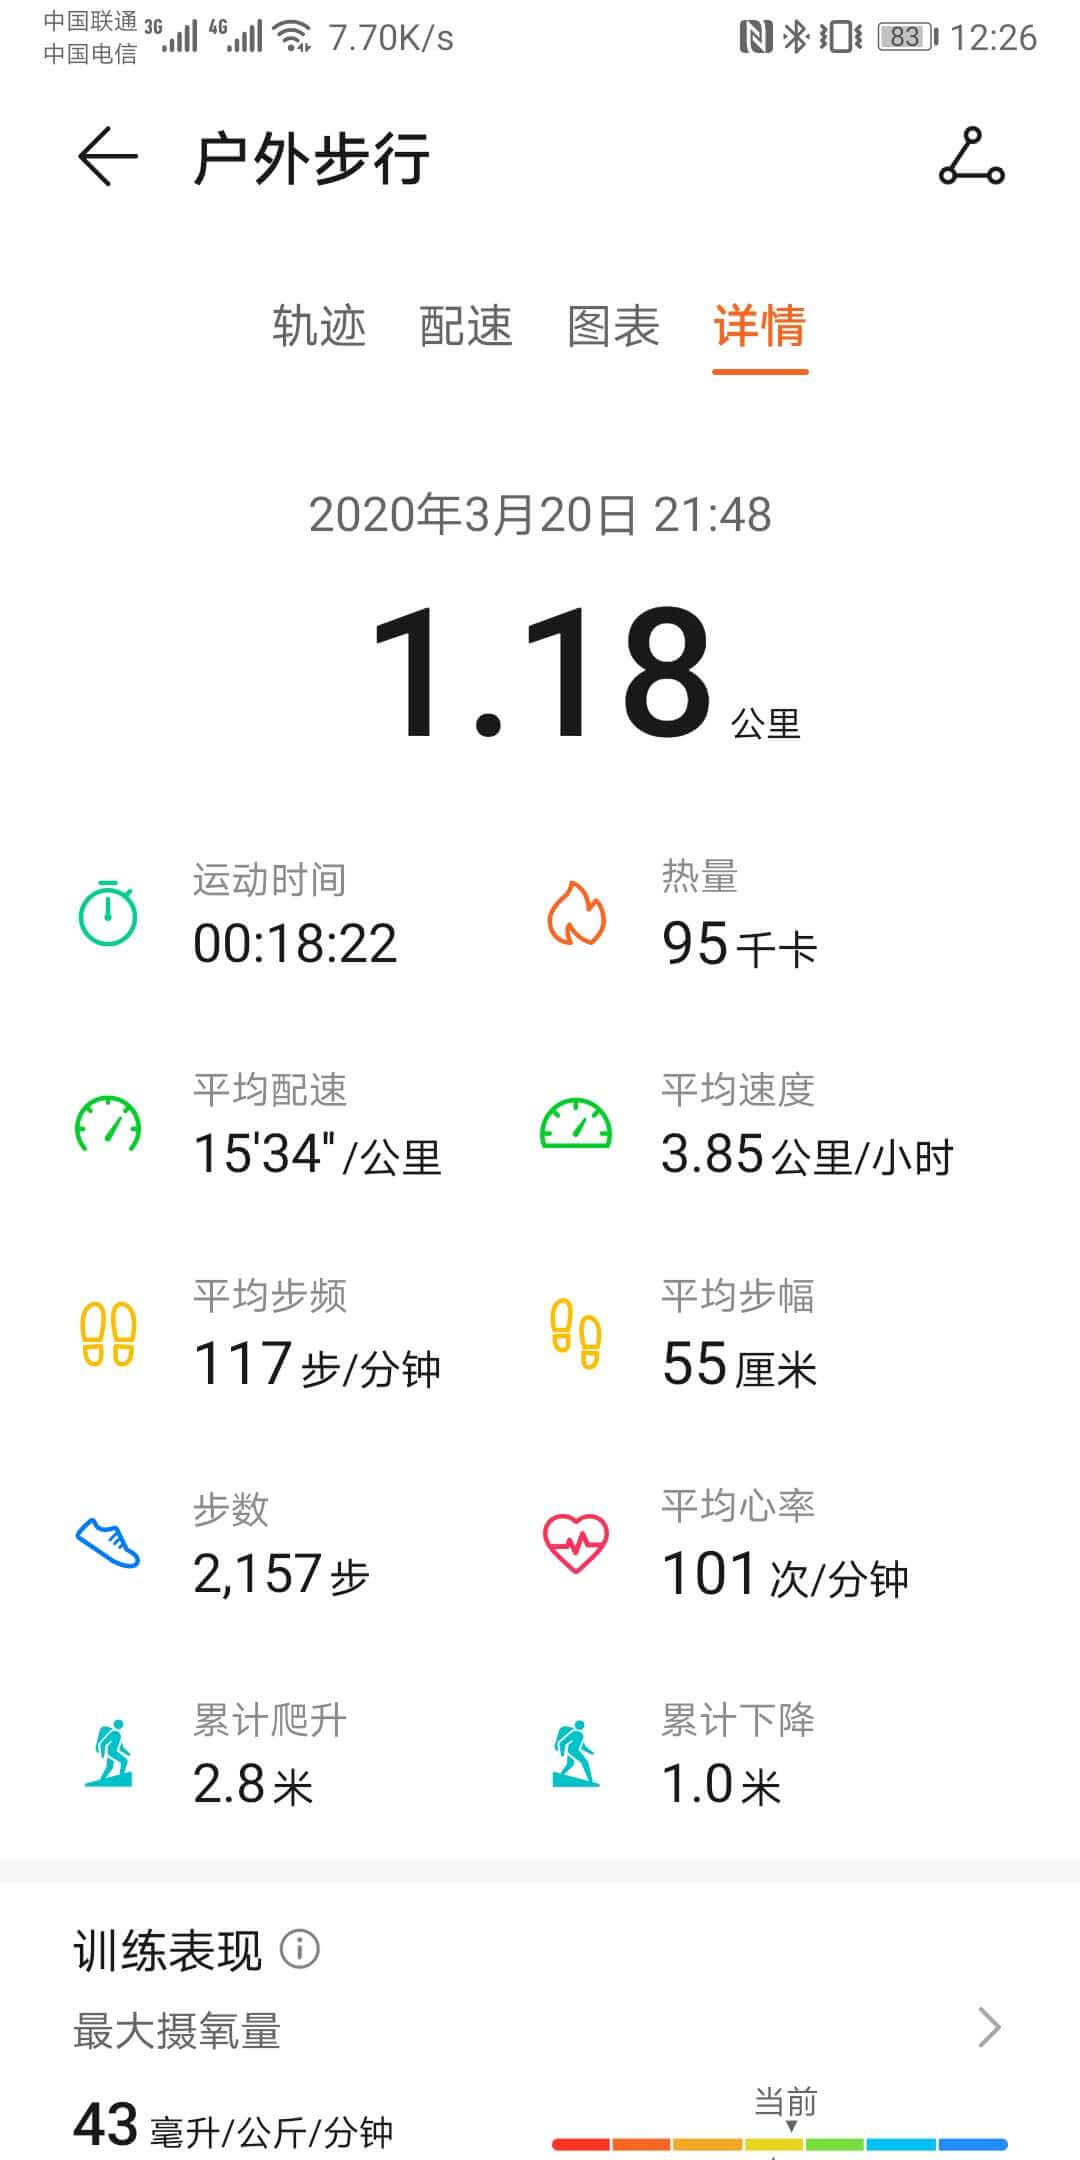 中国联通 3G 4G 7.70K/s 83 12:26
中国电信
户外步行
轨迹 配速 图表 详情
2020年3月20日 21:48
1.18 公里
运动时间 热量
00:18:22 95 千卡
平均配速 平均速度
15'34" /公里 3.85 公里/小时
平均步频 平均步幅
117 步/分钟 55 厘米
步数 平均心率
2,157 步 101 次/分钟
累计爬升 累计下降
2.8 米 1.0 米
训练表现
最大摄氧量
当前
43 毫升/公斤/分钟